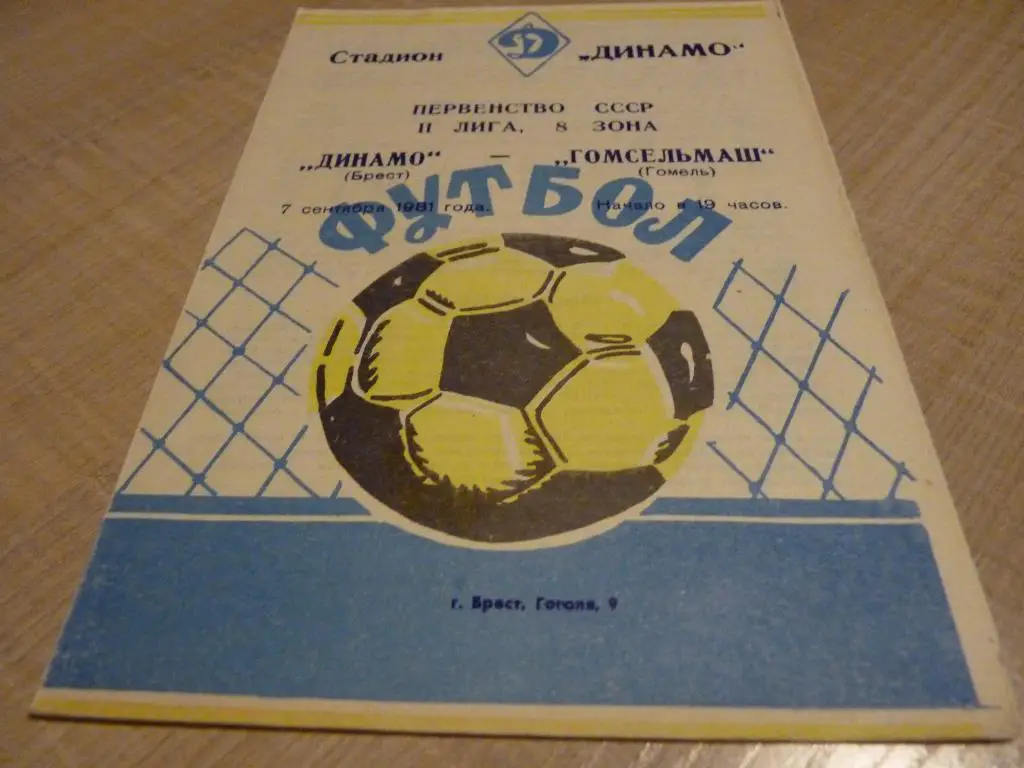 Стадион „ДИНАМО"
ПЕРВЕНСТВО СССР
II ЛИГА, 8 ЗОНА
„ДИНАМО" — „ГОМСЕЛЬМАШ"
(Брест) (Гомель)
7 сентября 1981 года. Начало в 19 часов.
ФУТБОЛ
г. Брест, Гоголя, 9